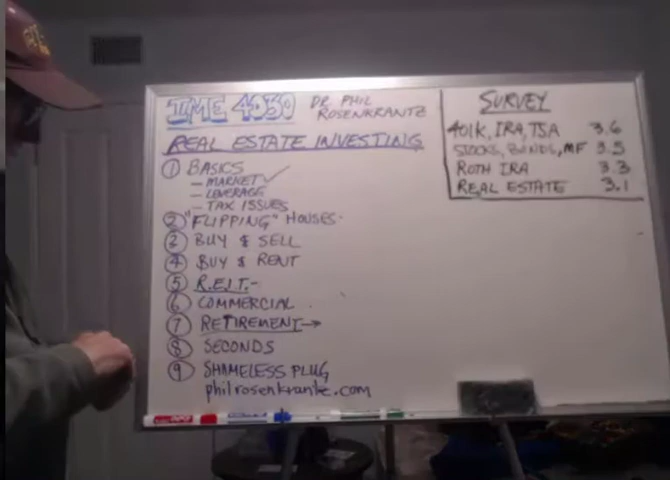 IME 4030 DR. PHIL ROSENKRANTZ
REAL ESTATE INVESTING
① BASICS
– MARKET ✓
– LEVERAGE
– TAX ISSUES
② "FLIPPING" HOUSES-
③ BUY & SELL
④ BUY & RENT
⑤ R.E.I.T.-
⑥ COMMERCIAL
⑦ RETIREMENT→
⑧ SECONDS
⑨ SHAMELESS PLUG
philrosenkrantz.com
SURVEY
401K, IRA, TSA 3.6
STOCKS, BONDS, MF 3.5
ROTH IRA 3.3
REAL ESTATE 3.1